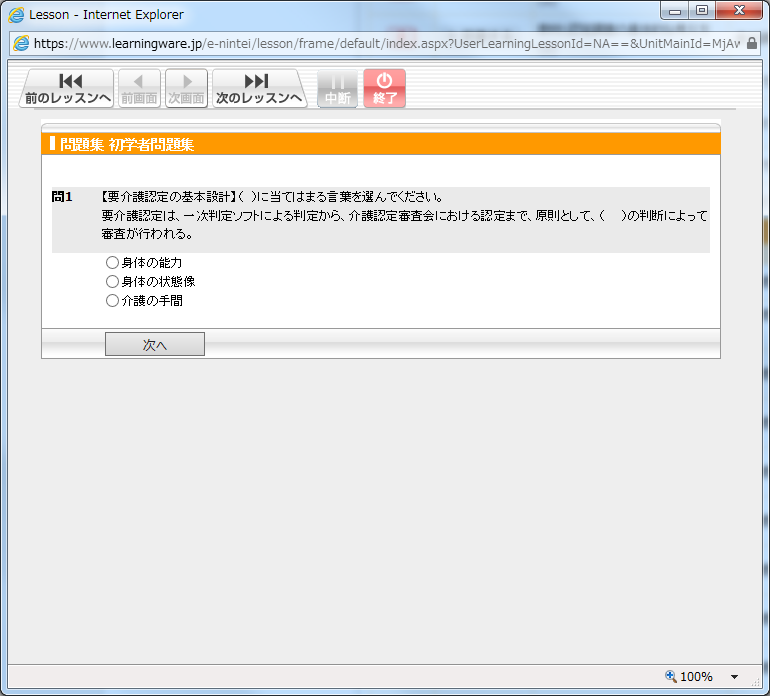 Lesson - Internet Explorer
https://www.learningware.jp/e-nintei/lesson/frame/default/index.aspx?UserLearningLessonId=NA==&UnitMainId=MjAw
前のレッスンへ 前画面 次画面 次のレッスンへ 中断 終了
問題集 初学者問題集
問1 【要介護認定の基本設計】（ ）に当てはまる言葉を選んでください。
要介護認定は、一次判定ソフトによる判定から、介護認定審査会における認定まで、原則として、（ ）の判断によって
審査が行われる。
身体の能力
身体の状態像
介護の手間
次へ
100%